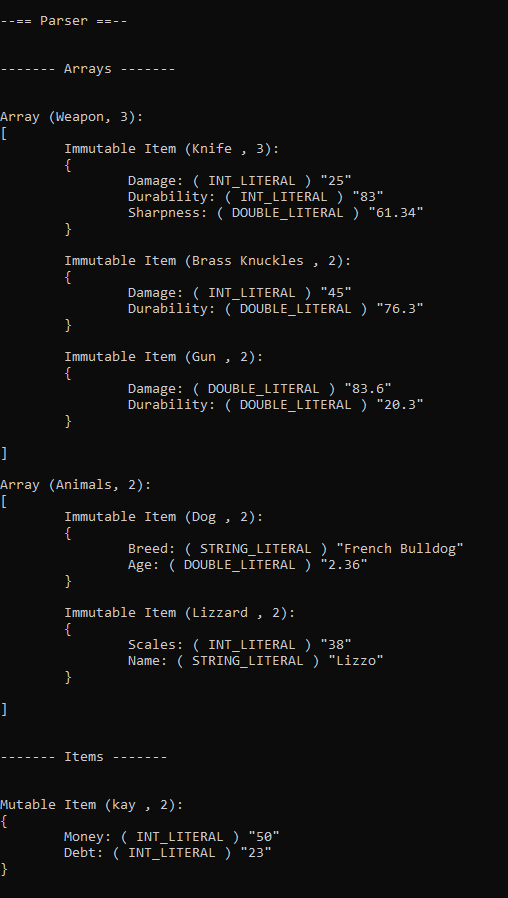 --== Parser ==--
------- Arrays -------
Array (Weapon, 3):
[
Immutable Item (Knife , 3):
{
Damage: ( INT_LITERAL ) "25"
Durability: ( INT_LITERAL ) "83"
Sharpness: ( DOUBLE_LITERAL ) "61.34"
}
Immutable Item (Brass Knuckles , 2):
{
Damage: ( INT_LITERAL ) "45"
Durability: ( DOUBLE_LITERAL ) "76.3"
}
Immutable Item (Gun , 2):
{
Damage: ( DOUBLE_LITERAL ) "83.6"
Durability: ( DOUBLE_LITERAL ) "20.3"
}
]
Array (Animals, 2):
[
Immutable Item (Dog , 2):
{
Breed: ( STRING_LITERAL ) "French Bulldog"
Age: ( DOUBLE_LITERAL ) "2.36"
}
Immutable Item (Lizzard , 2):
{
Scales: ( INT_LITERAL ) "38"
Name: ( STRING_LITERAL ) "Lizzo"
}
]
------- Items -------
Mutable Item (kay , 2):
{
Money: ( INT_LITERAL ) "50"
Debt: ( INT_LITERAL ) "23"
}